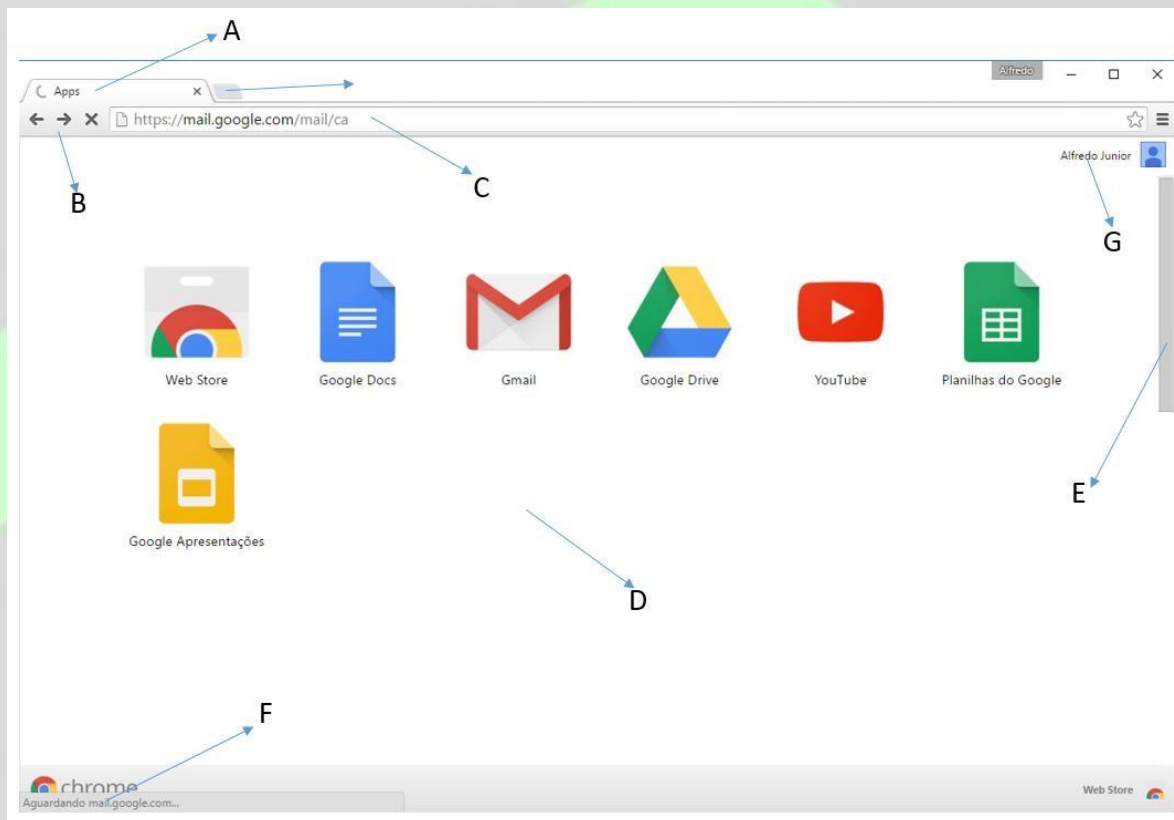 A
Alfredo
Apps
https://mail.google.com/mail/ca
Alfredo Junior
B
C
G
Web Store
Google Docs
Gmail
Google Drive
YouTube
Planilhas do Google
E
Google Apresentações
D
F
chrome
Web Store
Aguardando mail.google.com...